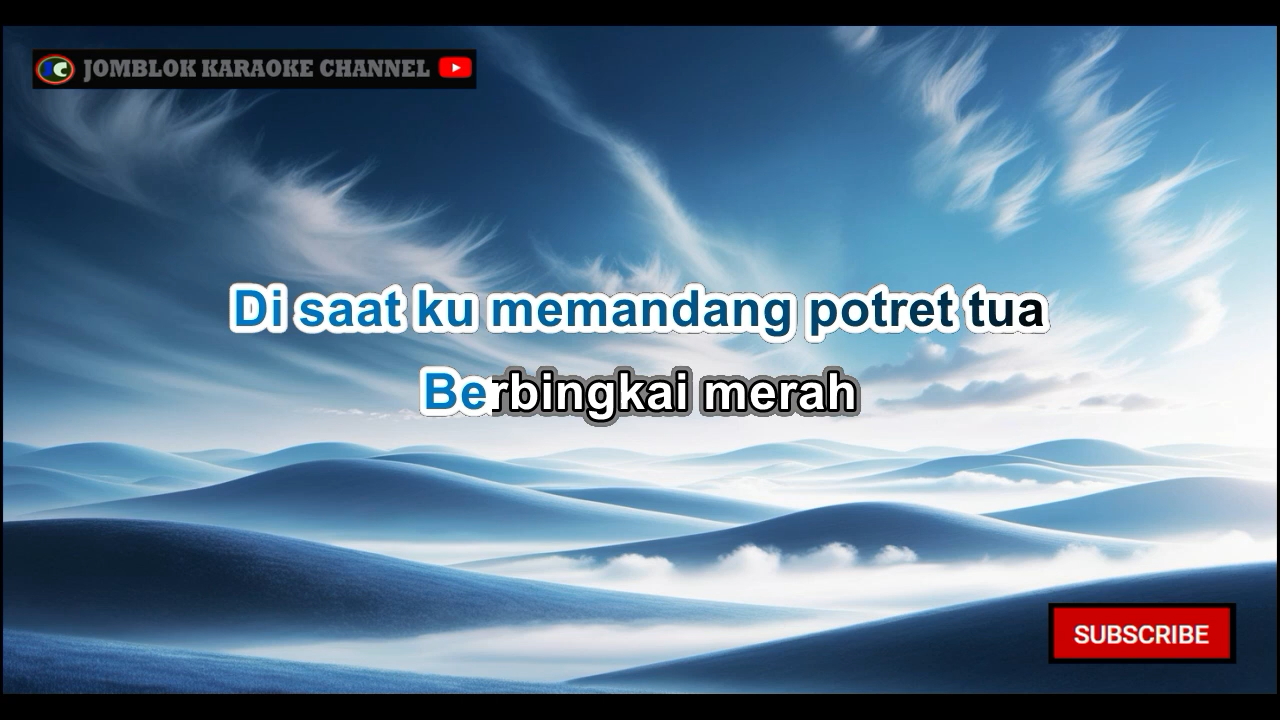 JOMBLOK KARAOKE CHANNEL
Di saat ku memandang potret tua
Berbingkai merah
SUBSCRIBE